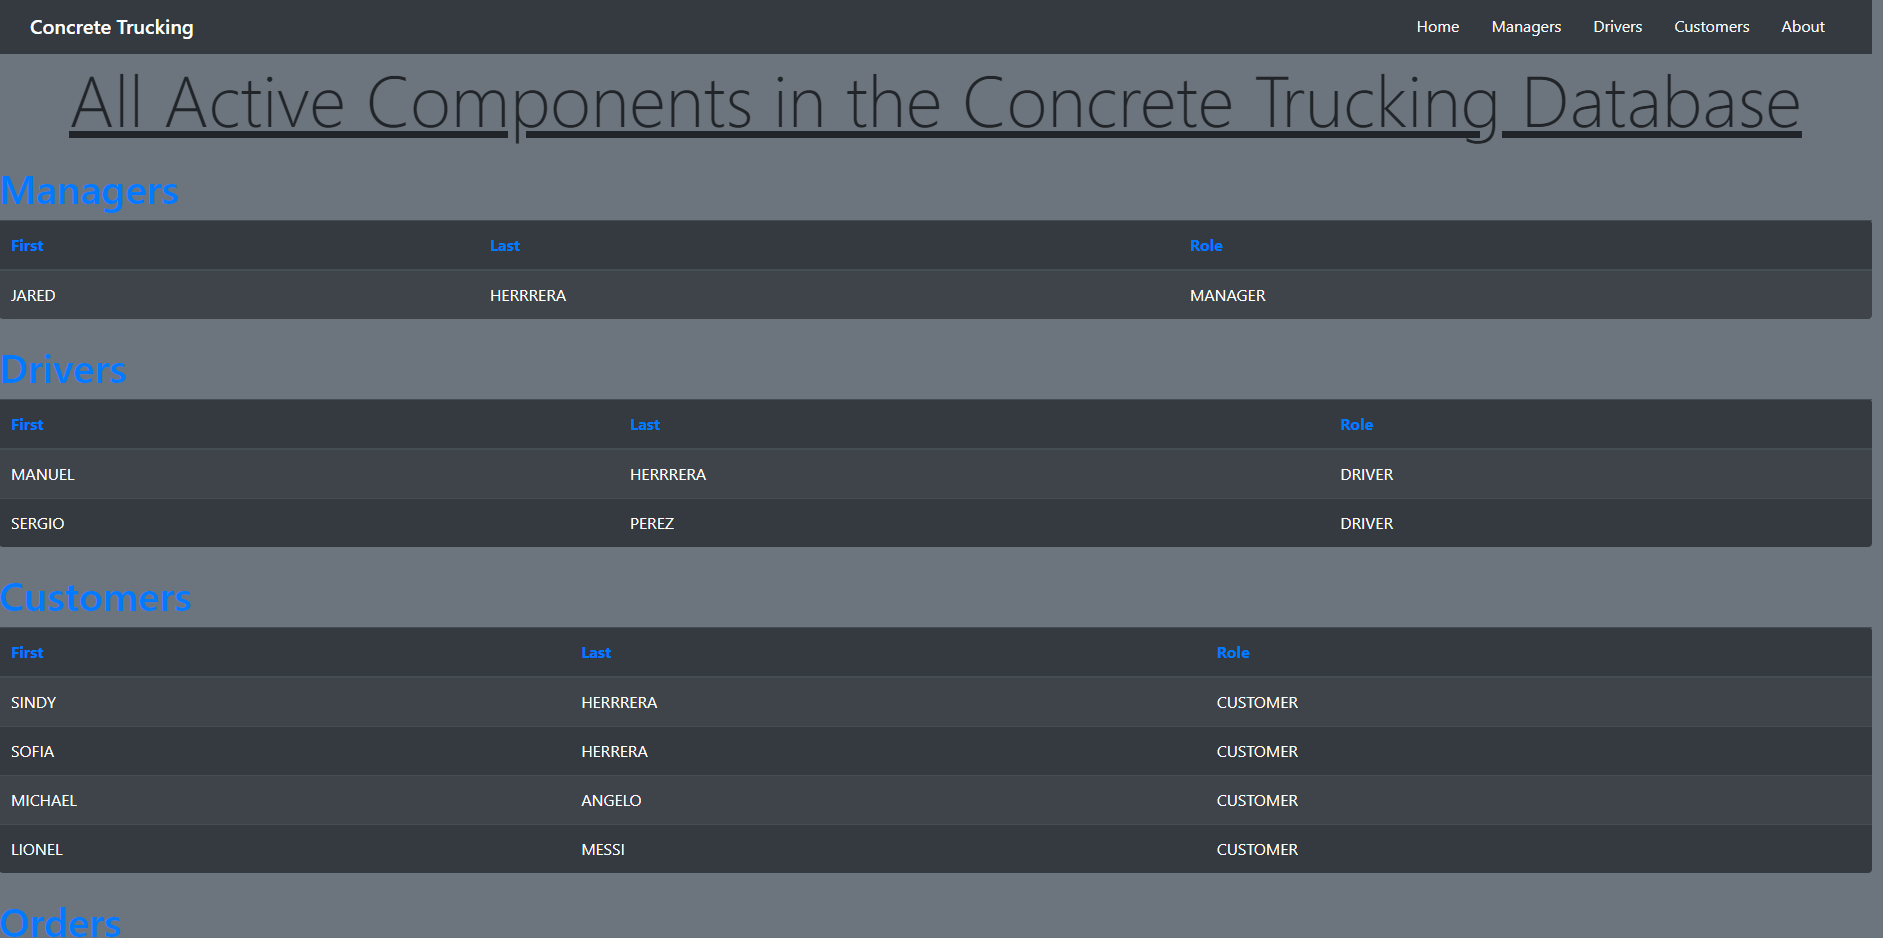 Concrete Trucking Home Managers Drivers Customers About
All Active Components in the Concrete Trucking Database
Managers
First Last Role
JARED HERRRERA MANAGER
Drivers
First Last Role
MANUEL HERRRERA DRIVER
SERGIO PEREZ DRIVER
Customers
First Last Role
SINDY HERRRERA CUSTOMER
SOFIA HERRERA CUSTOMER
MICHAEL ANGELO CUSTOMER
LIONEL MESSI CUSTOMER
Orders